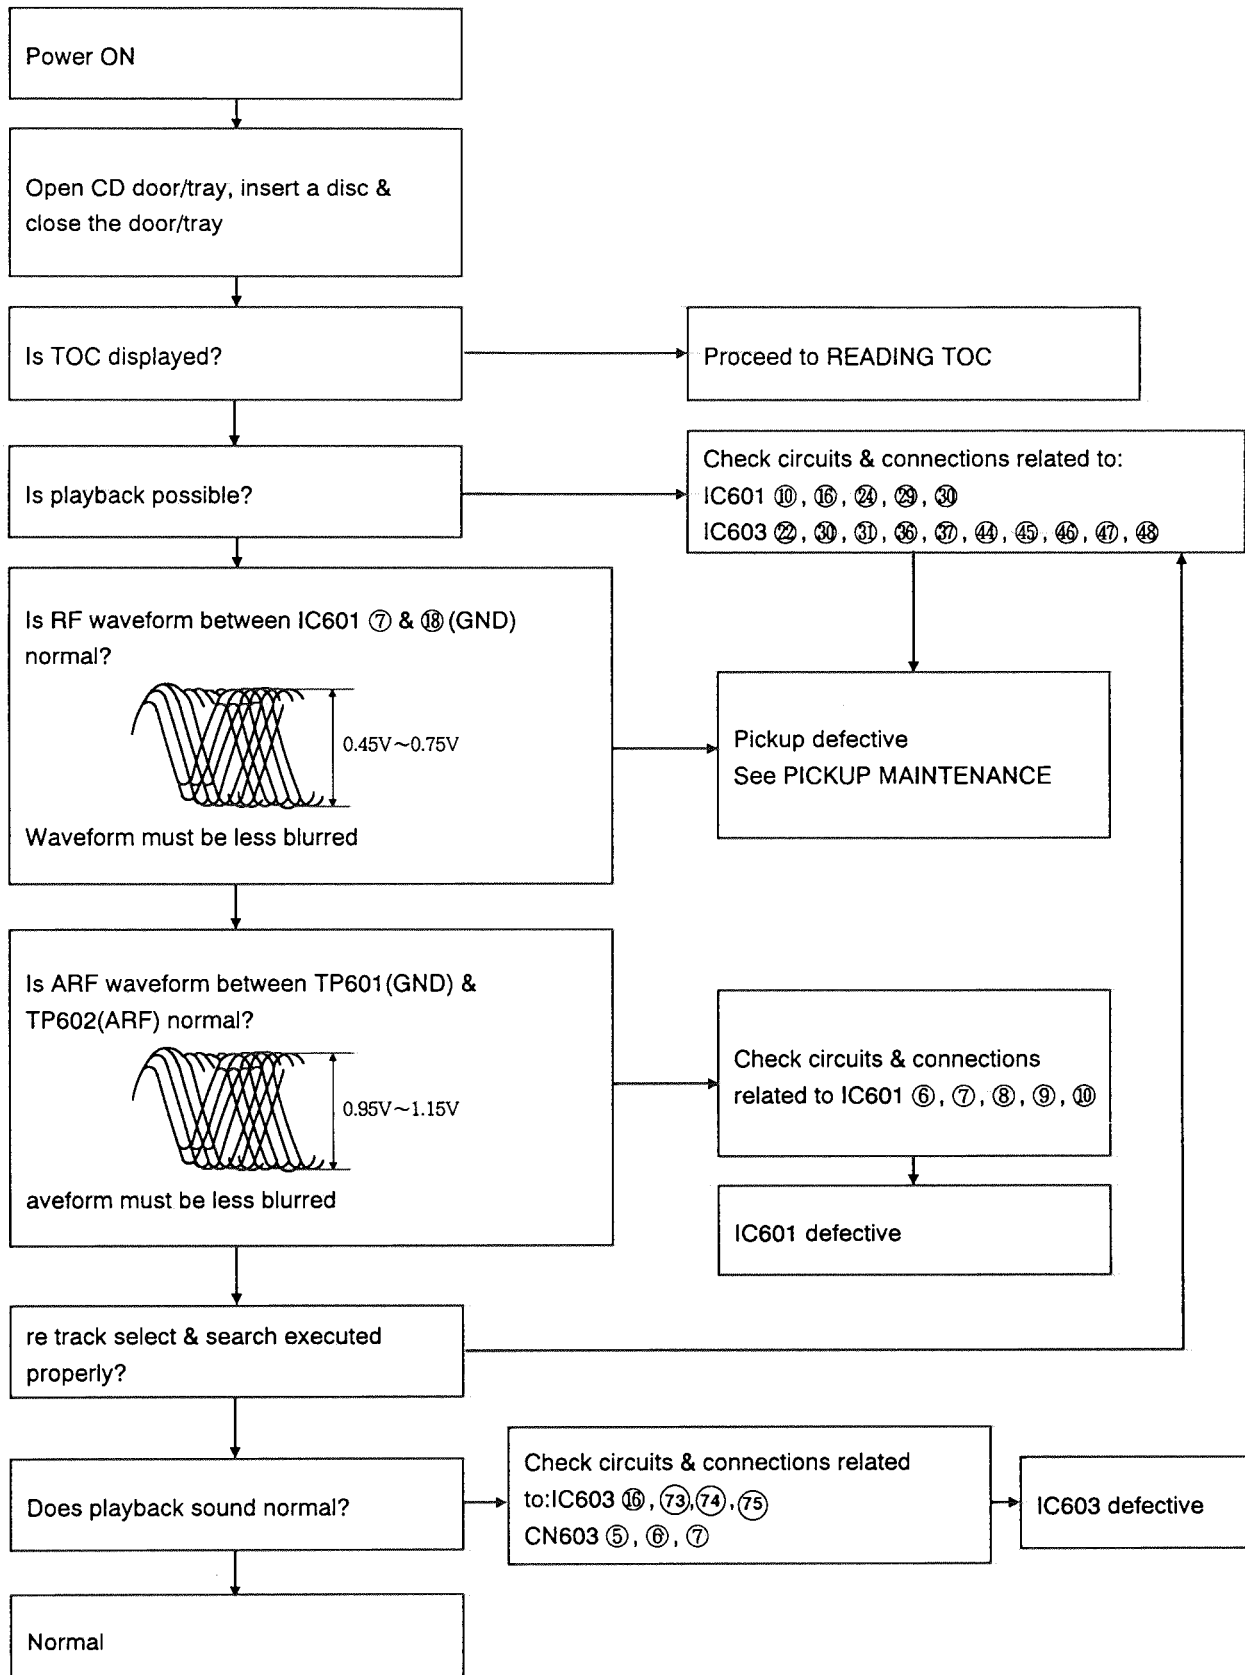 Power ON
Open CD door/tray, insert a disc &
close the door/tray
Is TOC displayed?
Proceed to READING TOC
Is playback possible?
Check circuits & connections related to:
IC601 ⑩, ⑯, ㉔, ㉙, ㉚
IC603 ㉒, ㉚, ㉛, ㊱, ㊲, ㊹, ㊺, ㊻, ㊼, ㊽
Is RF waveform between IC601 ⑦ & ⑱(GND)
normal?
0.45V~0.75V
Waveform must be less blurred
Pickup defective
See PICKUP MAINTENANCE
Is ARF waveform between TP601(GND) &
TP602(ARF) normal?
0.95V~1.15V
aveform must be less blurred
Check circuits & connections
related to IC601 ⑥, ⑦, ⑧, ⑨, ⑩
IC601 defective
re track select & search executed
properly?
Does playback sound normal?
Check circuits & connections related
to:IC603 ⑯, (73),(74),(75)
CN603 ⑤, ⑥, ⑦
IC603 defective
Normal